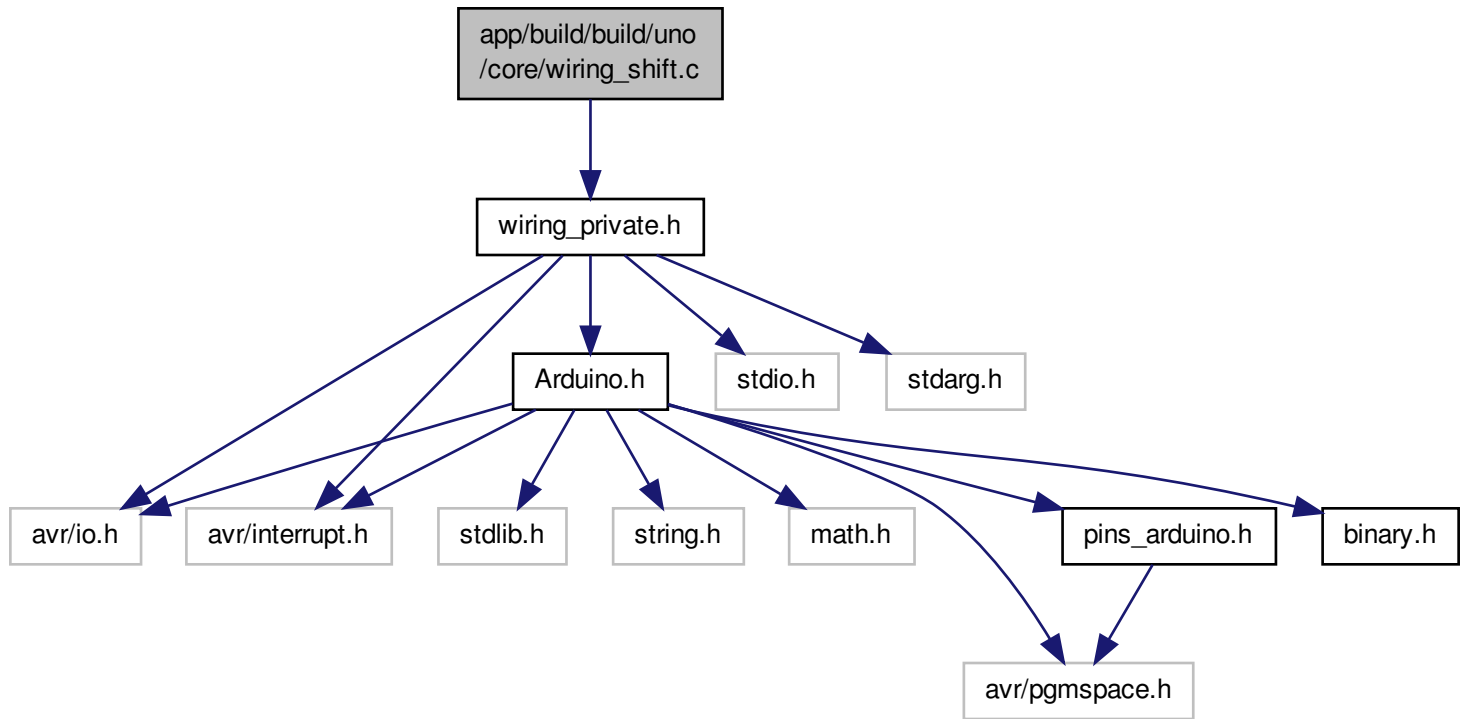 app/build/build/uno
/core/wiring_shift.c
wiring_private.h
Arduino.h
stdio.h
stdarg.h
avr/io.h
avr/interrupt.h
stdlib.h
string.h
math.h
pins_arduino.h
binary.h
avr/pgmspace.h